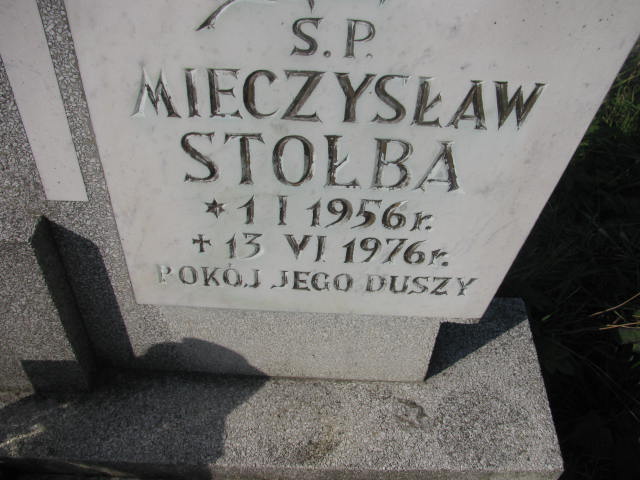 S.P.
MIECZYSŁAW
STOŁBA
* 1 I 1956 r.
+ 13 VI 1976 r.
POKÓJ JEGO DUSZY